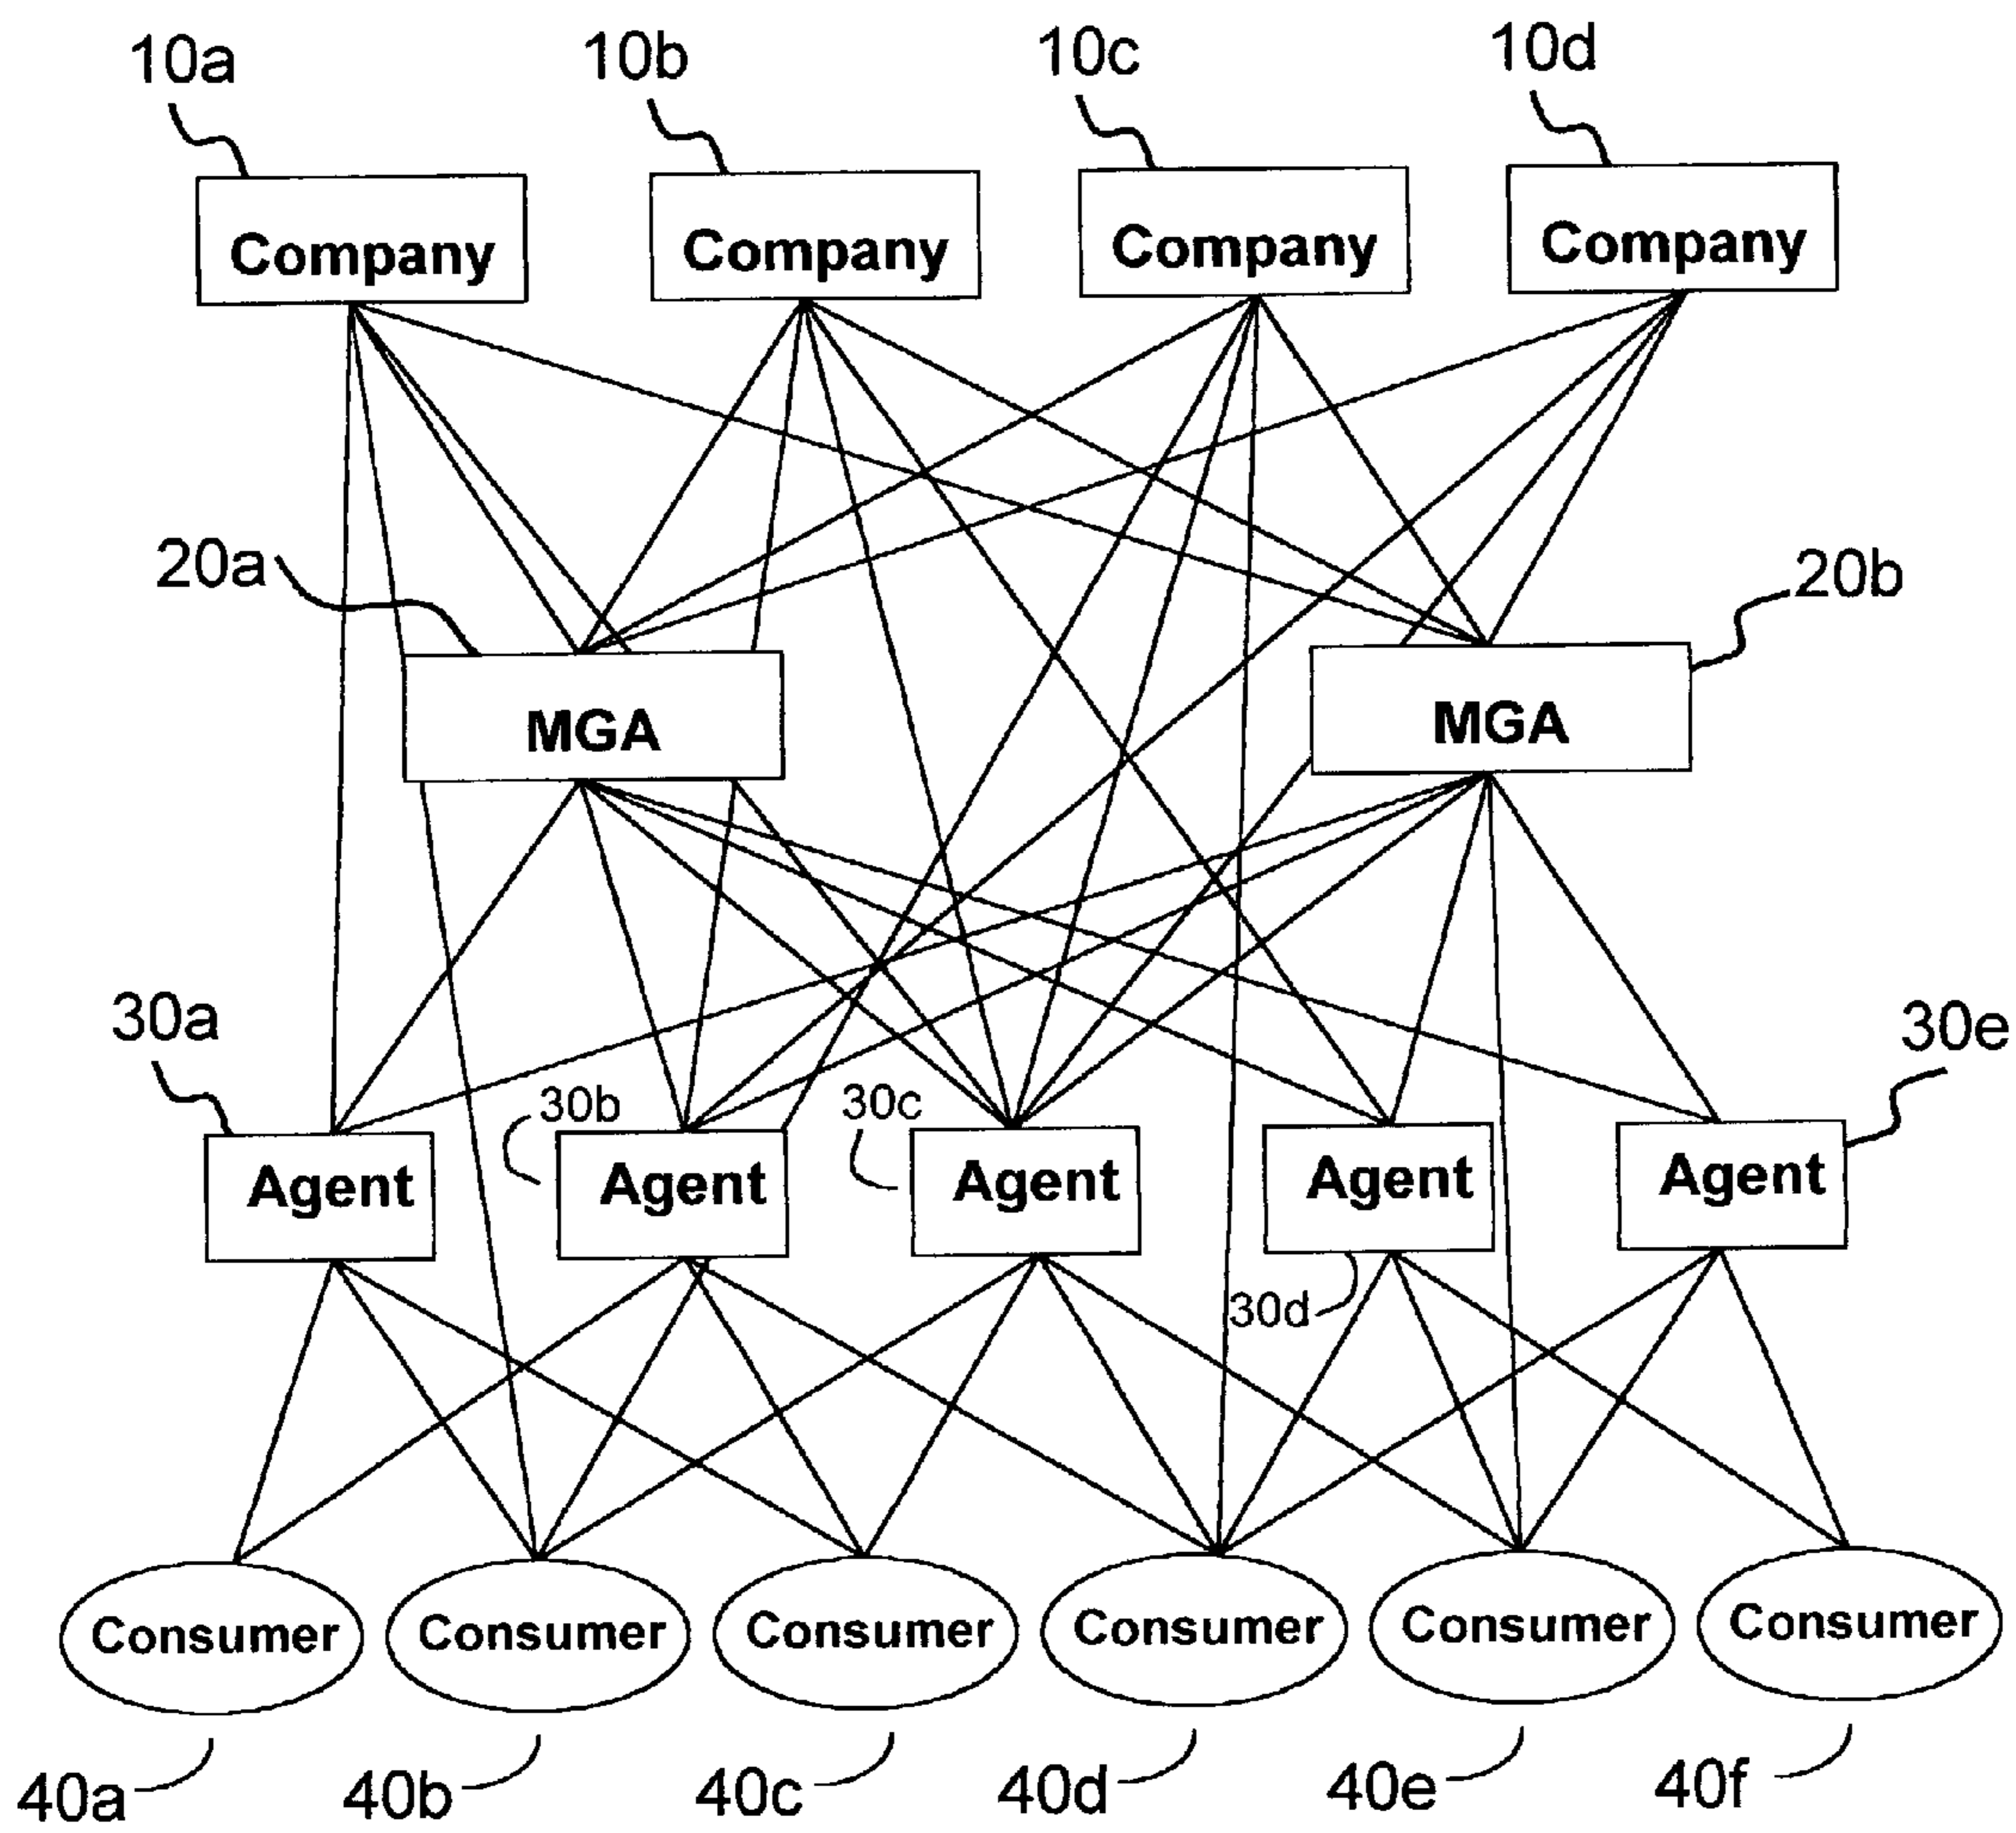 10a 10b 10c 10d
Company Company Company Company
20a 20b
MGA MGA
30a 30b 30c 30e
Agent Agent Agent Agent Agent
30d
Consumer Consumer Consumer Consumer Consumer Consumer
40a 40b 40c 40d 40e 40f